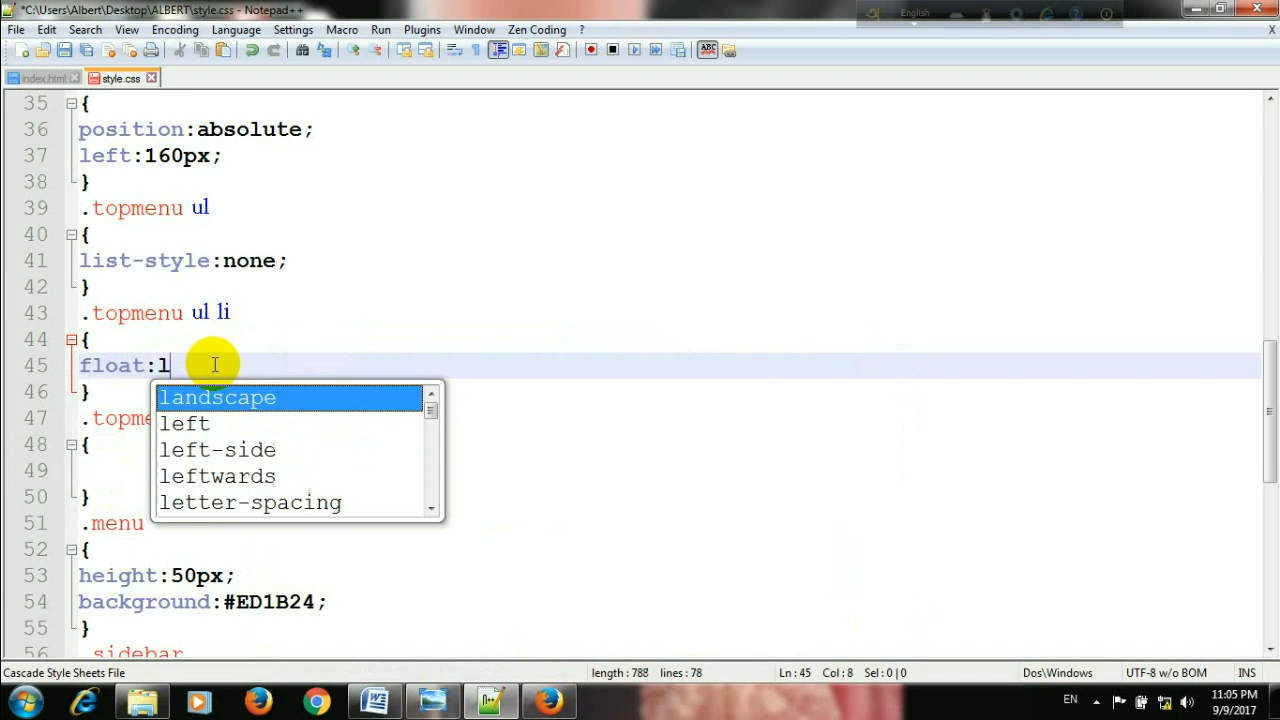 *C:\Users\Albert\Desktop\ALBERT\style.css - Notepad++
English
File Edit Search View Encoding Language Settings Macro Run Plugins Window Zen Coding ?
index.html style.css
35 {
36 position:absolute;
37 left:160px;
38 }
39 .topmenu ul
40 {
41 list-style:none;
42 }
43 .topmenu ul li
44 {
45 float:l
46 }
landscape
47 .topme
left
48 {
left-side
49
leftwards
50 }
letter-spacing
51 .menu
52 {
53 height:50px;
54 background:#ED1B24;
55 }
56 .sidebar
Cascade Style Sheets File length:788 lines:78 Ln:45 Col:8 Sel:0|0 Dos\Windows UTF-8 w/o BOM INS
EN 11:05 PM
9/9/2017